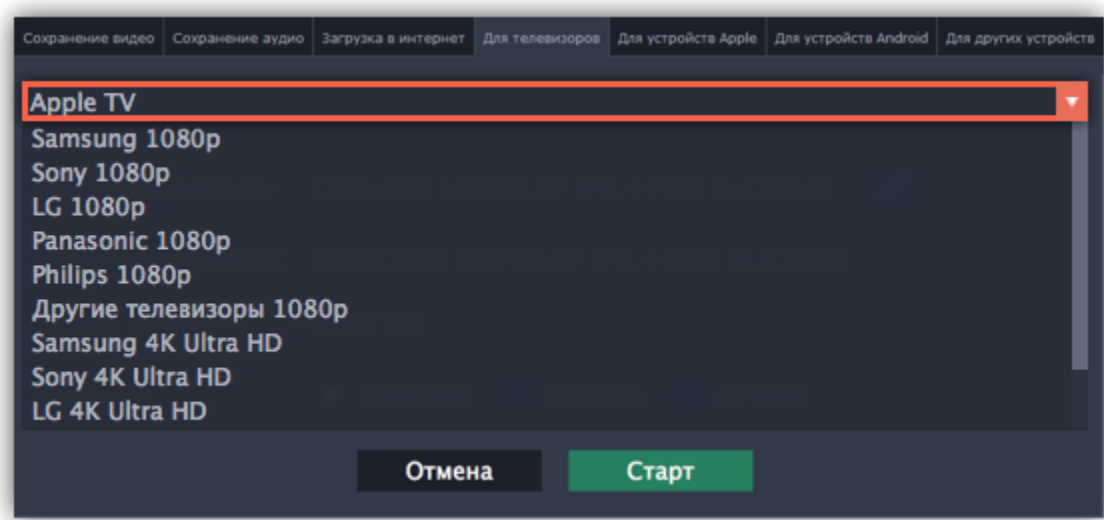 Сохранение видео Сохранение аудио Загрузка в интернет Для телевизоров Для устройств Apple Для устройств Android Для других устройств
Apple TV
Samsung 1080p
Sony 1080p
LG 1080p
Panasonic 1080p
Philips 1080p
Другие телевизоры 1080p
Samsung 4K Ultra HD
Sony 4K Ultra HD
LG 4K Ultra HD
Отмена Старт